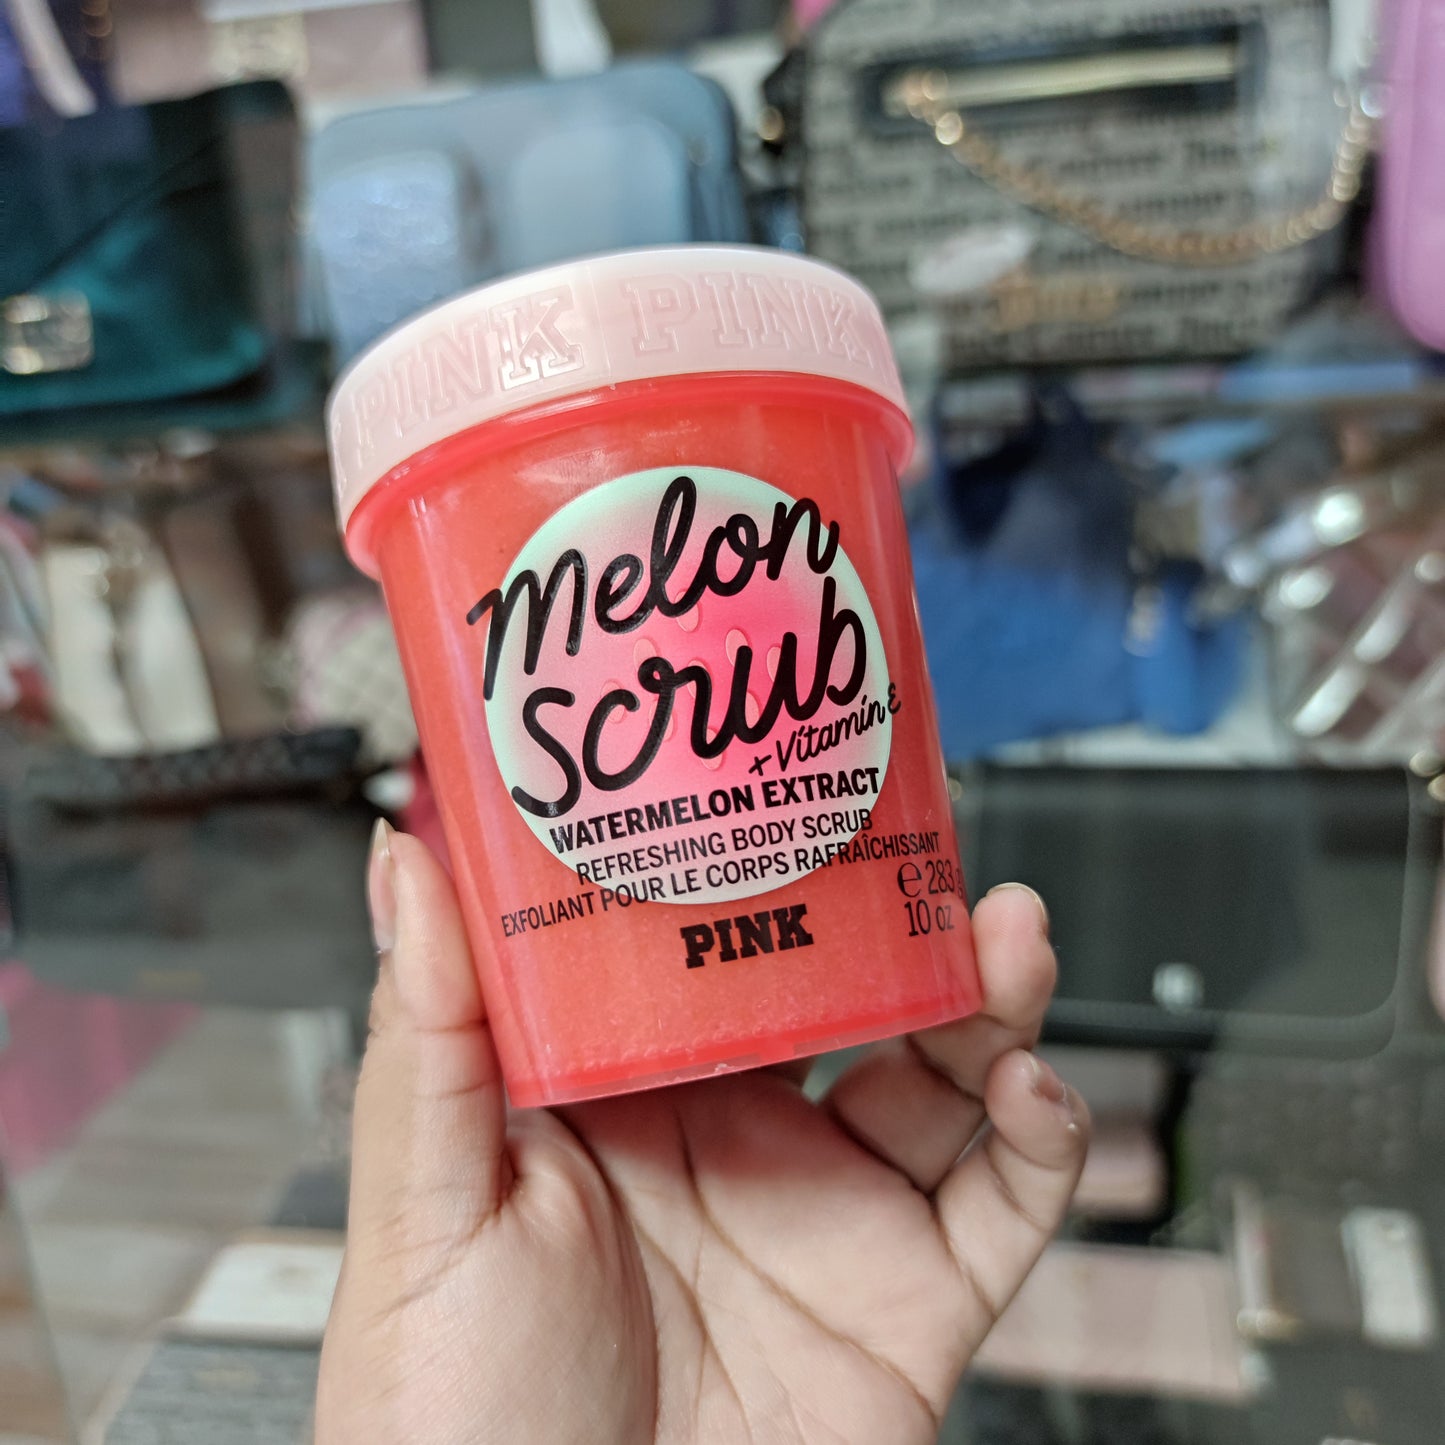 PINK PINK
Melon
Scrub
+ Vitamin E
WATERMELON EXTRACT
REFRESHING BODY SCRUB
EXFOLIANT POUR LE CORPS RAFRAÎCHISSANT
℮ 283 g
10 oz
PINK